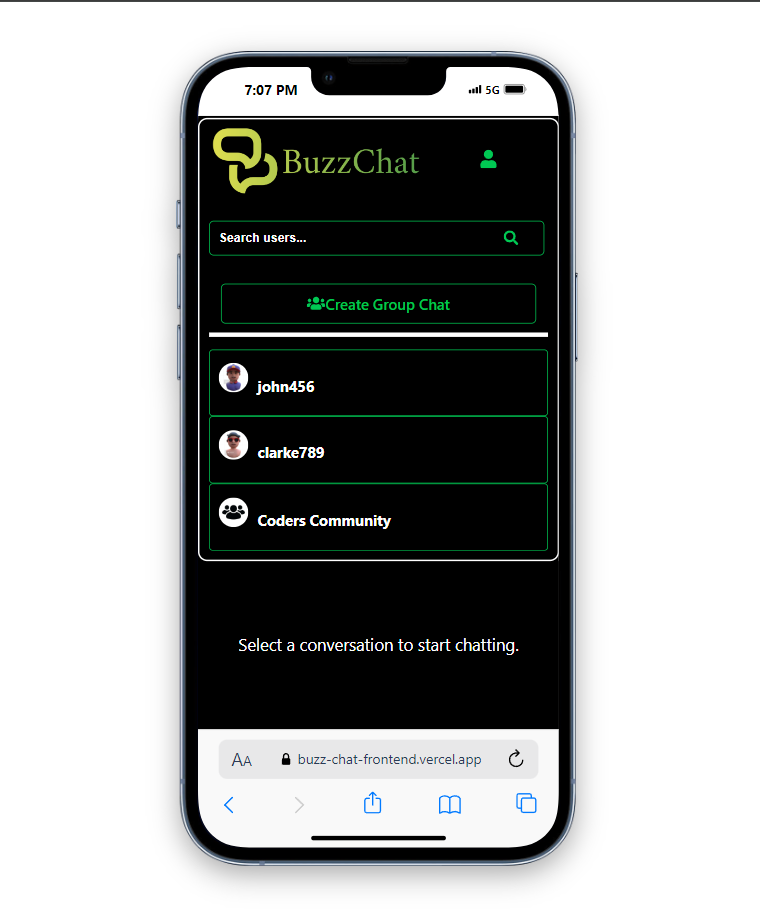 7:07 PM
5G
BuzzChat
Search users...
Create Group Chat
john456
clarke789
Coders Community
Select a conversation to start chatting.
AA
buzz-chat-frontend.vercel.app